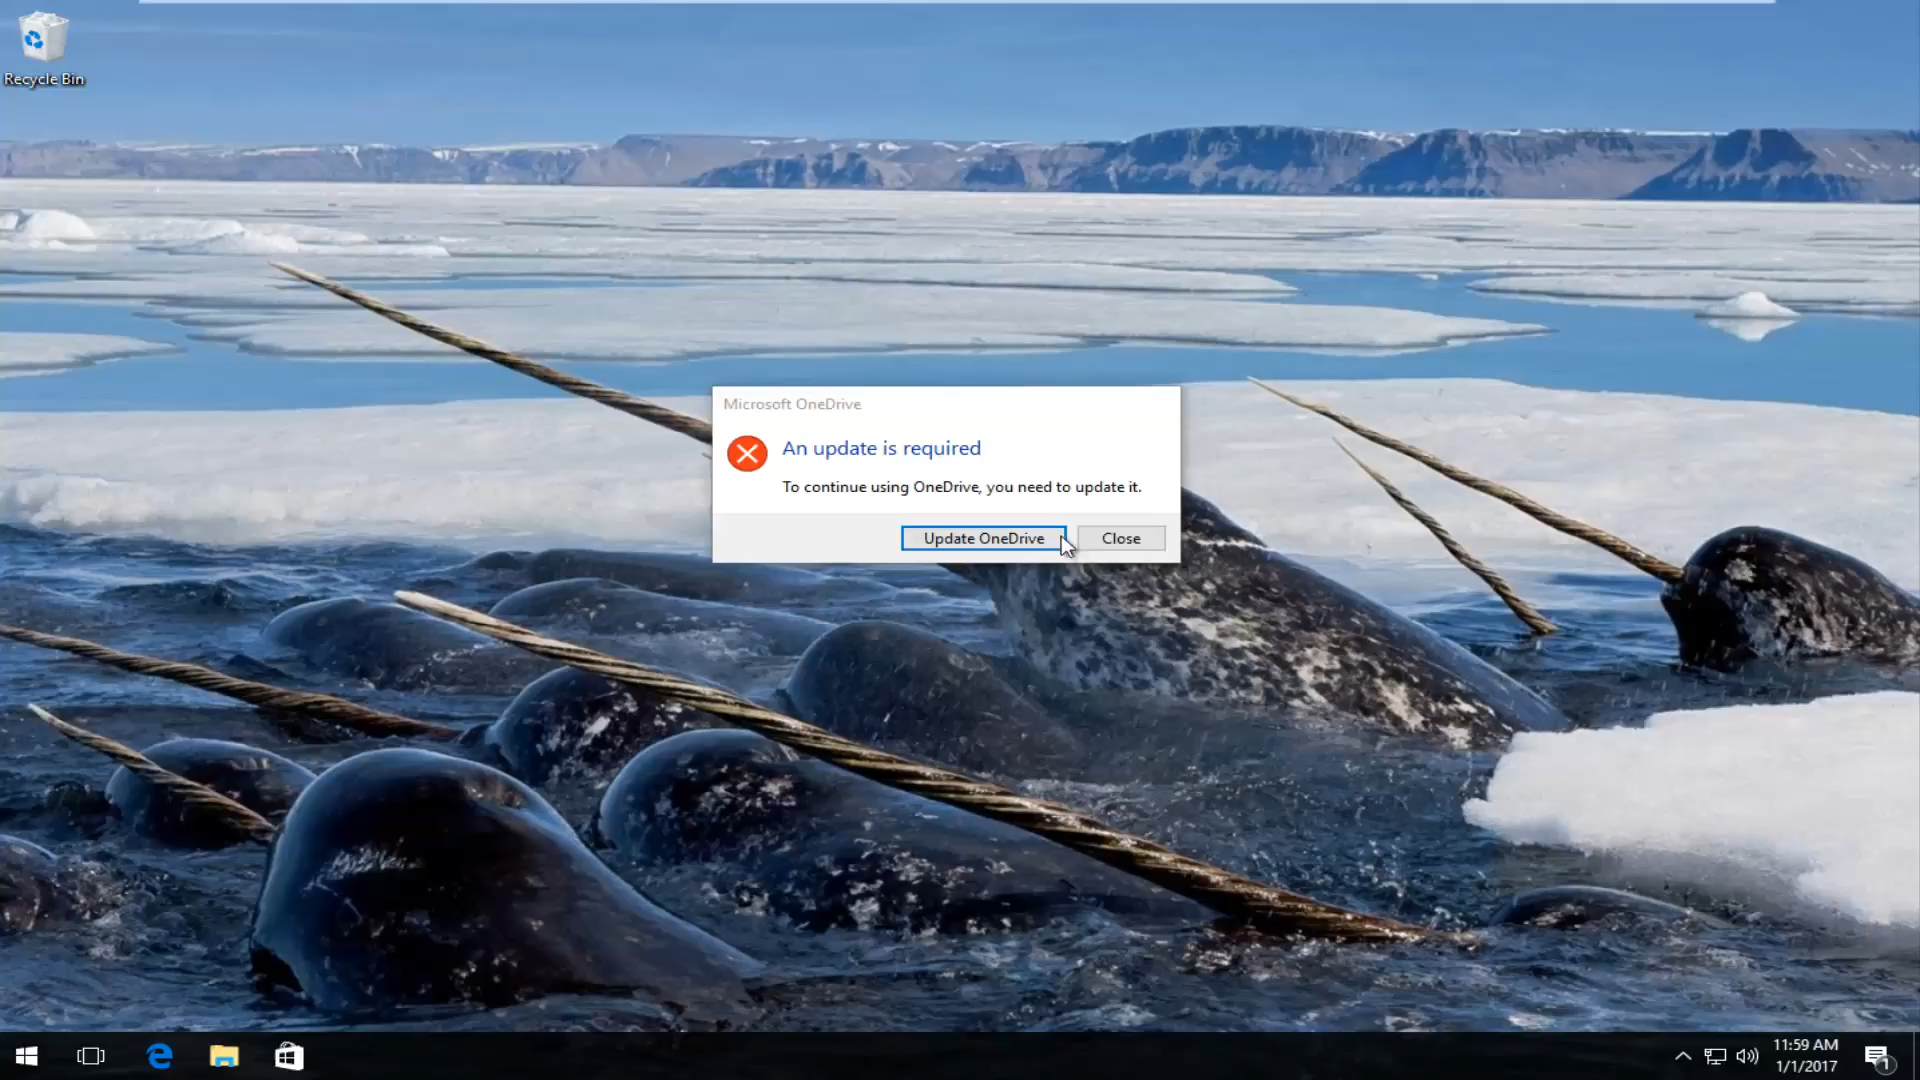 Recycle Bin
Microsoft OneDrive
An update is required
To continue using OneDrive, you need to update it.
Update OneDrive
Close
11:59 AM
1/1/2017
1